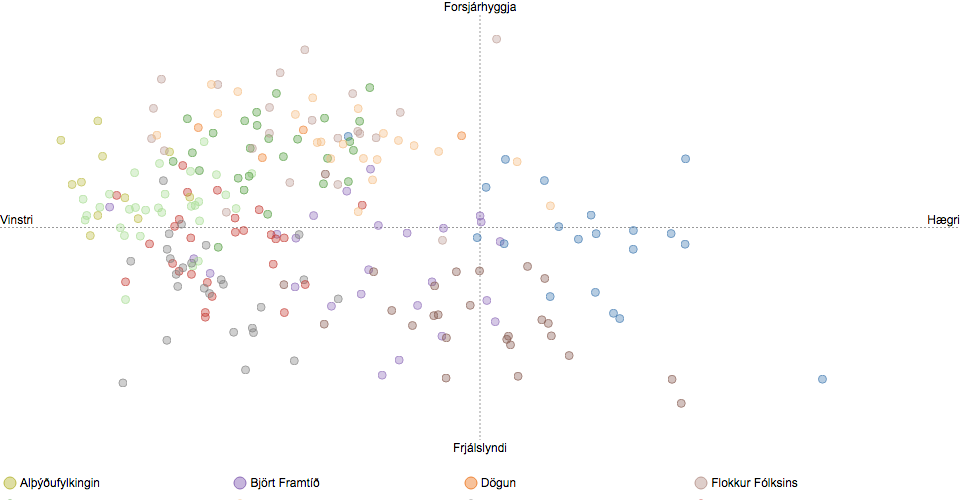 Forsjárhyggja
Vinstri
Hægri
Frjálslyndi
Alþýðufylkingin
Björt Framtíð
Dögun
Flokkur Fólksins